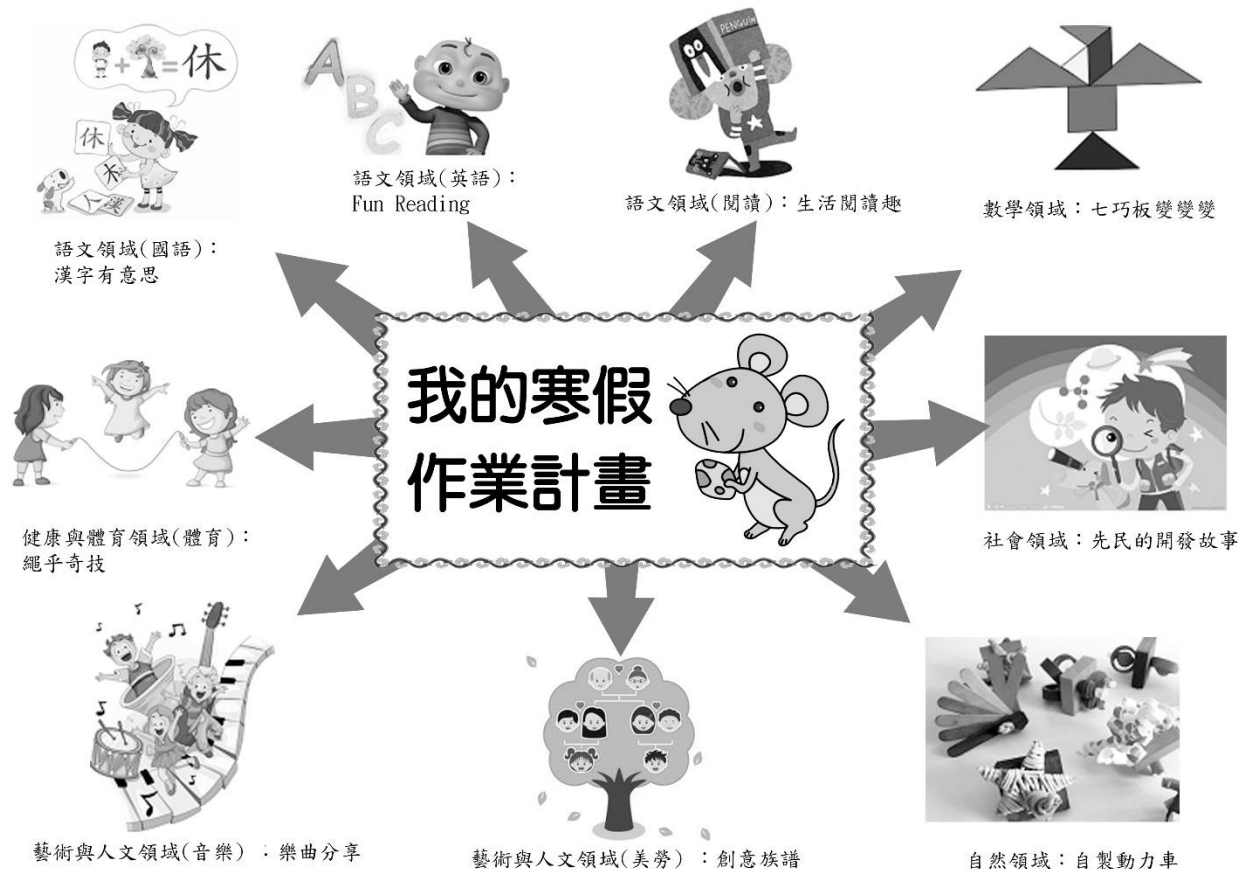 休
休
木
人
漢
語文領域(國語)：
漢字有意思
A
B
C
語文領域(英語)：
Fun Reading
PENGUIN
語文領域(閱讀)：生活閱讀趣
數學領域：七巧板變變變
我的寒假
作業計畫
健康與體育領域(體育)：
繩乎奇技
社會領域：先民的開發故事
藝術與人文領域(音樂)：樂曲分享
藝術與人文領域(美勞)：創意族譜
自然領域：自製動力車